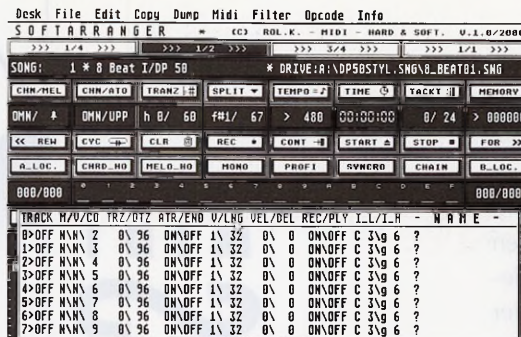 Desk File Edit Copy Dump Midi Filter Opcode Info
SOFTARRANGER * (C) ROL.K. - MIDI - HARD & SOFT. V.1.0/2000
>>> 1/4 >>> >>> 1/2 >>> >>> 3/4 >>> >>> 1/1 >>>
SONG: 1 * 8 Beat I/DP 50 * DRIVE:A:\DP50STYL.SNG\8_BEAT01.SNG
CHN/MEL CHN/ATO TRANZ SPLIT TEMPO TIME TACKT MEMORY
OMN/ OMN/UPP h 0/ 60 f#1/ 67 > 480 00:00:00 0/ 24 > 00000
<< REW CYC CLR REC CONT START STOP FOR >>
A_LOC. CHRD_HO MELO_HO MONO PROFI SYNCRO CHAIN B_LOC.
000/000 0 1 2 3 4 5 6 7 8 9 A B C D E F 000/000
TRACK M/V/CO TRZ/QTZ ATR/END V/LNG VEL/DEL REC/PLY I_L/I_H - N A M E -
0>OFF N\N\ 2 0\ 96 ON\OFF 1\ 32 0\ 0 ON\OFF C 3\g 6 ?
1>OFF N\N\ 3 0\ 96 ON\OFF 1\ 32 0\ 0 ON\OFF C 3\g 6 ?
2>OFF N\N\ 4 0\ 96 ON\OFF 1\ 32 0\ 0 ON\OFF C 3\g 6 ?
3>OFF N\N\ 5 0\ 96 ON\OFF 1\ 32 0\ 0 ON\OFF C 3\g 6 ?
4>OFF N\N\ 6 0\ 96 ON\OFF 1\ 32 0\ 0 ON\OFF C 3\g 6 ?
5>OFF N\N\ 7 0\ 96 ON\OFF 1\ 32 0\ 0 ON\OFF C 3\g 6 ?
6>OFF N\N\ 8 0\ 96 ON\OFF 1\ 32 0\ 0 ON\OFF C 3\g 6 ?
7>OFF N\N\ 9 0\ 96 ON\OFF 1\ 32 0\ 0 ON\OFF C 3\g 6 ?